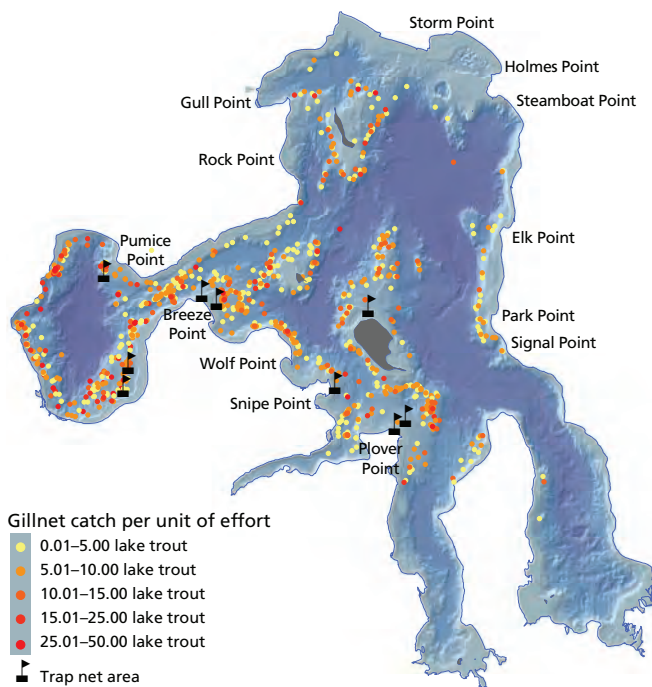 Storm Point
Holmes Point
Gull Point
Steamboat Point
Rock Point
Elk Point
Pumice
Point
Breeze
Point
Park Point
Signal Point
Wolf Point
Snipe Point
Plover
Point
Gillnet catch per unit of effort
0.01–5.00 lake trout
5.01–10.00 lake trout
10.01–15.00 lake trout
15.01–25.00 lake trout
25.01–50.00 lake trout
Trap net area